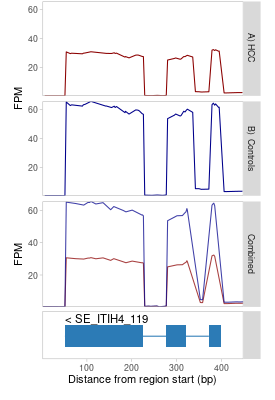 60
40
20
FPM
A) HCC
60
40
20
FPM
B) Controls
60
40
20
FPM
Combined
< SE_ITIH4_119
100 200 300 400
Distance from region start (bp)